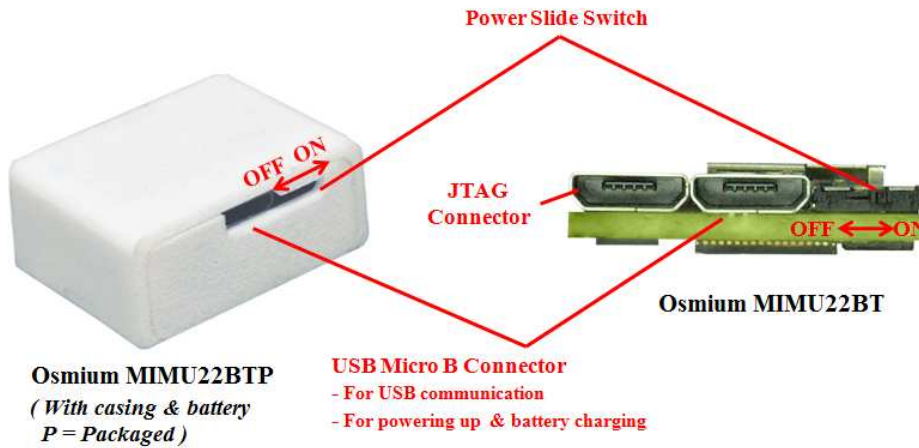 Power Slide Switch
OFF ON
JTAG
Connector
OFF
ON
Osmium MIMU22BT
Osmium MIMU22BTP
( With casing & battery
P = Packaged )
USB Micro B Connector
- For USB communication
- For powering up & battery charging